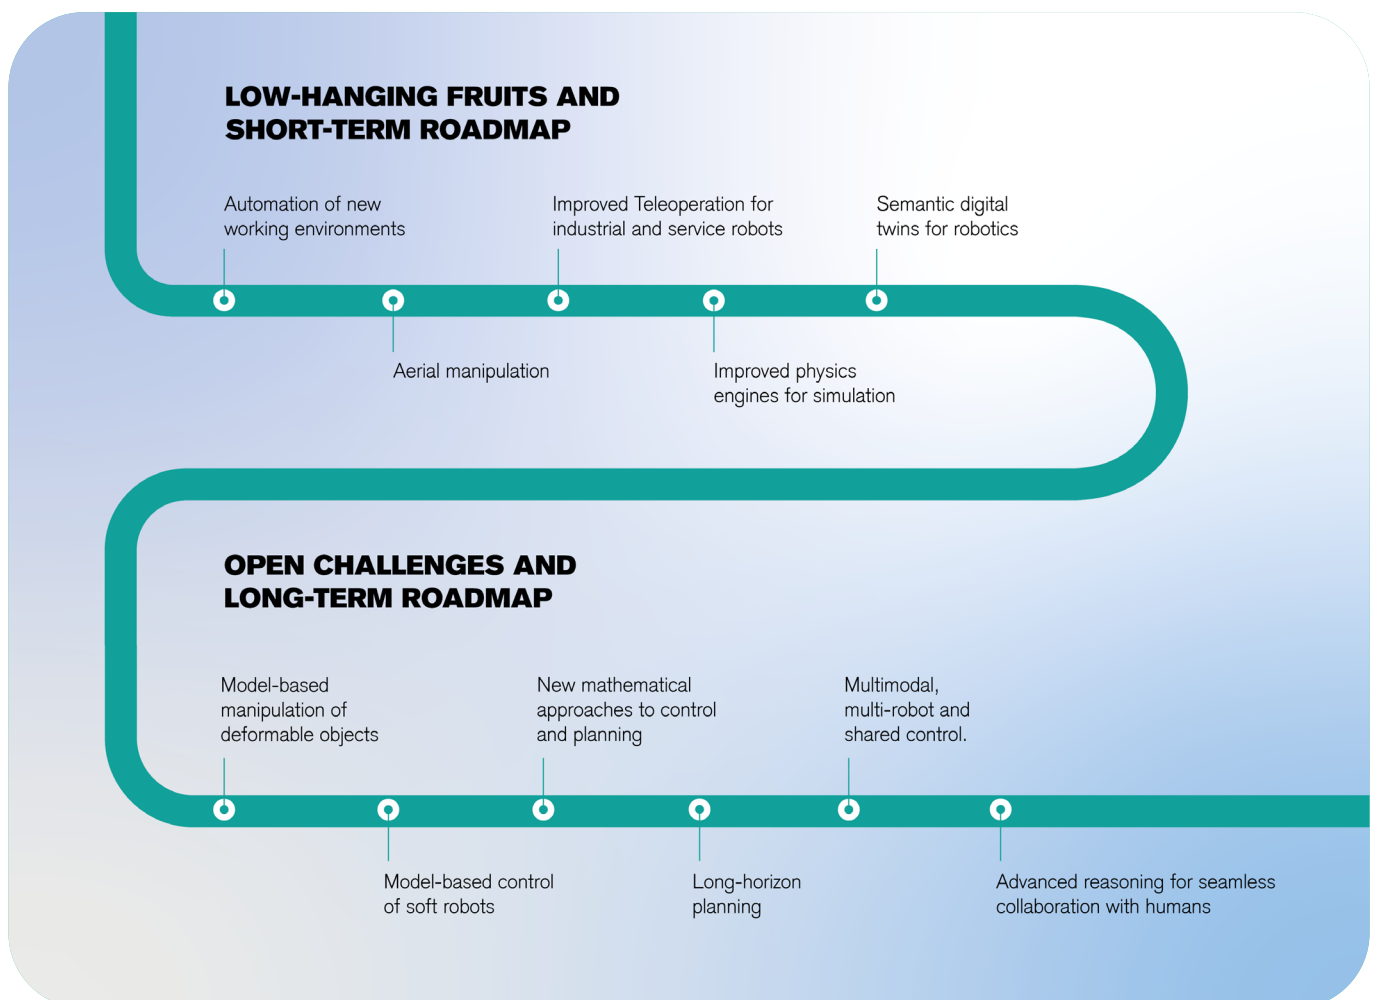 LOW-HANGING FRUITS AND
SHORT-TERM ROADMAP
Automation of new
working environments
Improved Teleoperation for
industrial and service robots
Semantic digital
twins for robotics
Aerial manipulation
Improved physics
engines for simulation
OPEN CHALLENGES AND
LONG-TERM ROADMAP
Model-based
manipulation of
deformable objects
New mathematical
approaches to control
and planning
Multimodal,
multi-robot and
shared control.
Model-based control
of soft robots
Long-horizon
planning
Advanced reasoning for seamless
collaboration with humans